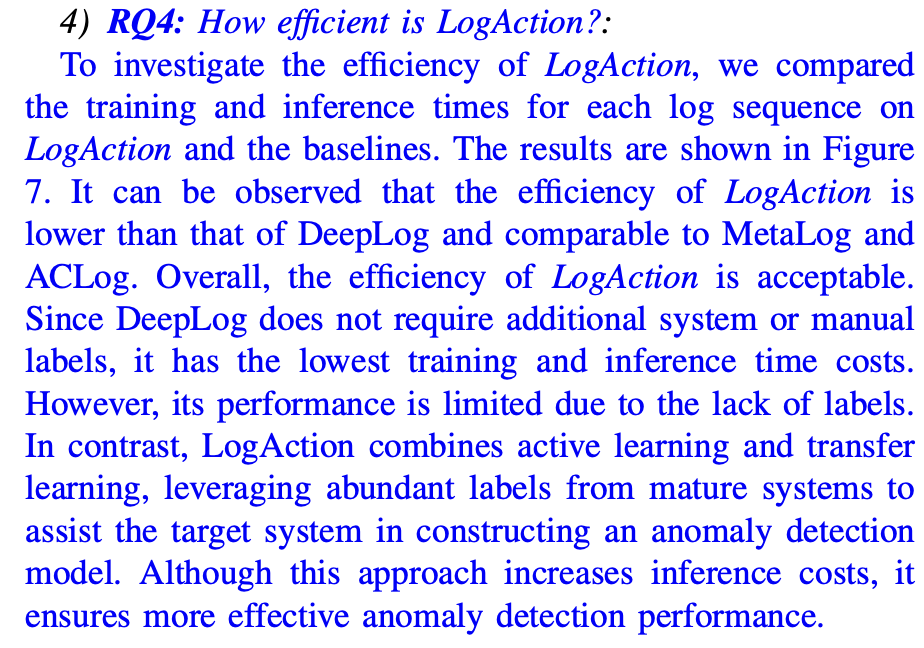 4) RQ4: How efficient is LogAction?:
To investigate the efficiency of LogAction, we compared
the training and inference times for each log sequence on
LogAction and the baselines. The results are shown in Figure
7. It can be observed that the efficiency of LogAction is
lower than that of DeepLog and comparable to MetaLog and
ACLog. Overall, the efficiency of LogAction is acceptable.
Since DeepLog does not require additional system or manual
labels, it has the lowest training and inference time costs.
However, its performance is limited due to the lack of labels.
In contrast, LogAction combines active learning and transfer
learning, leveraging abundant labels from mature systems to
assist the target system in constructing an anomaly detection
model. Although this approach increases inference costs, it
ensures more effective anomaly detection performance.